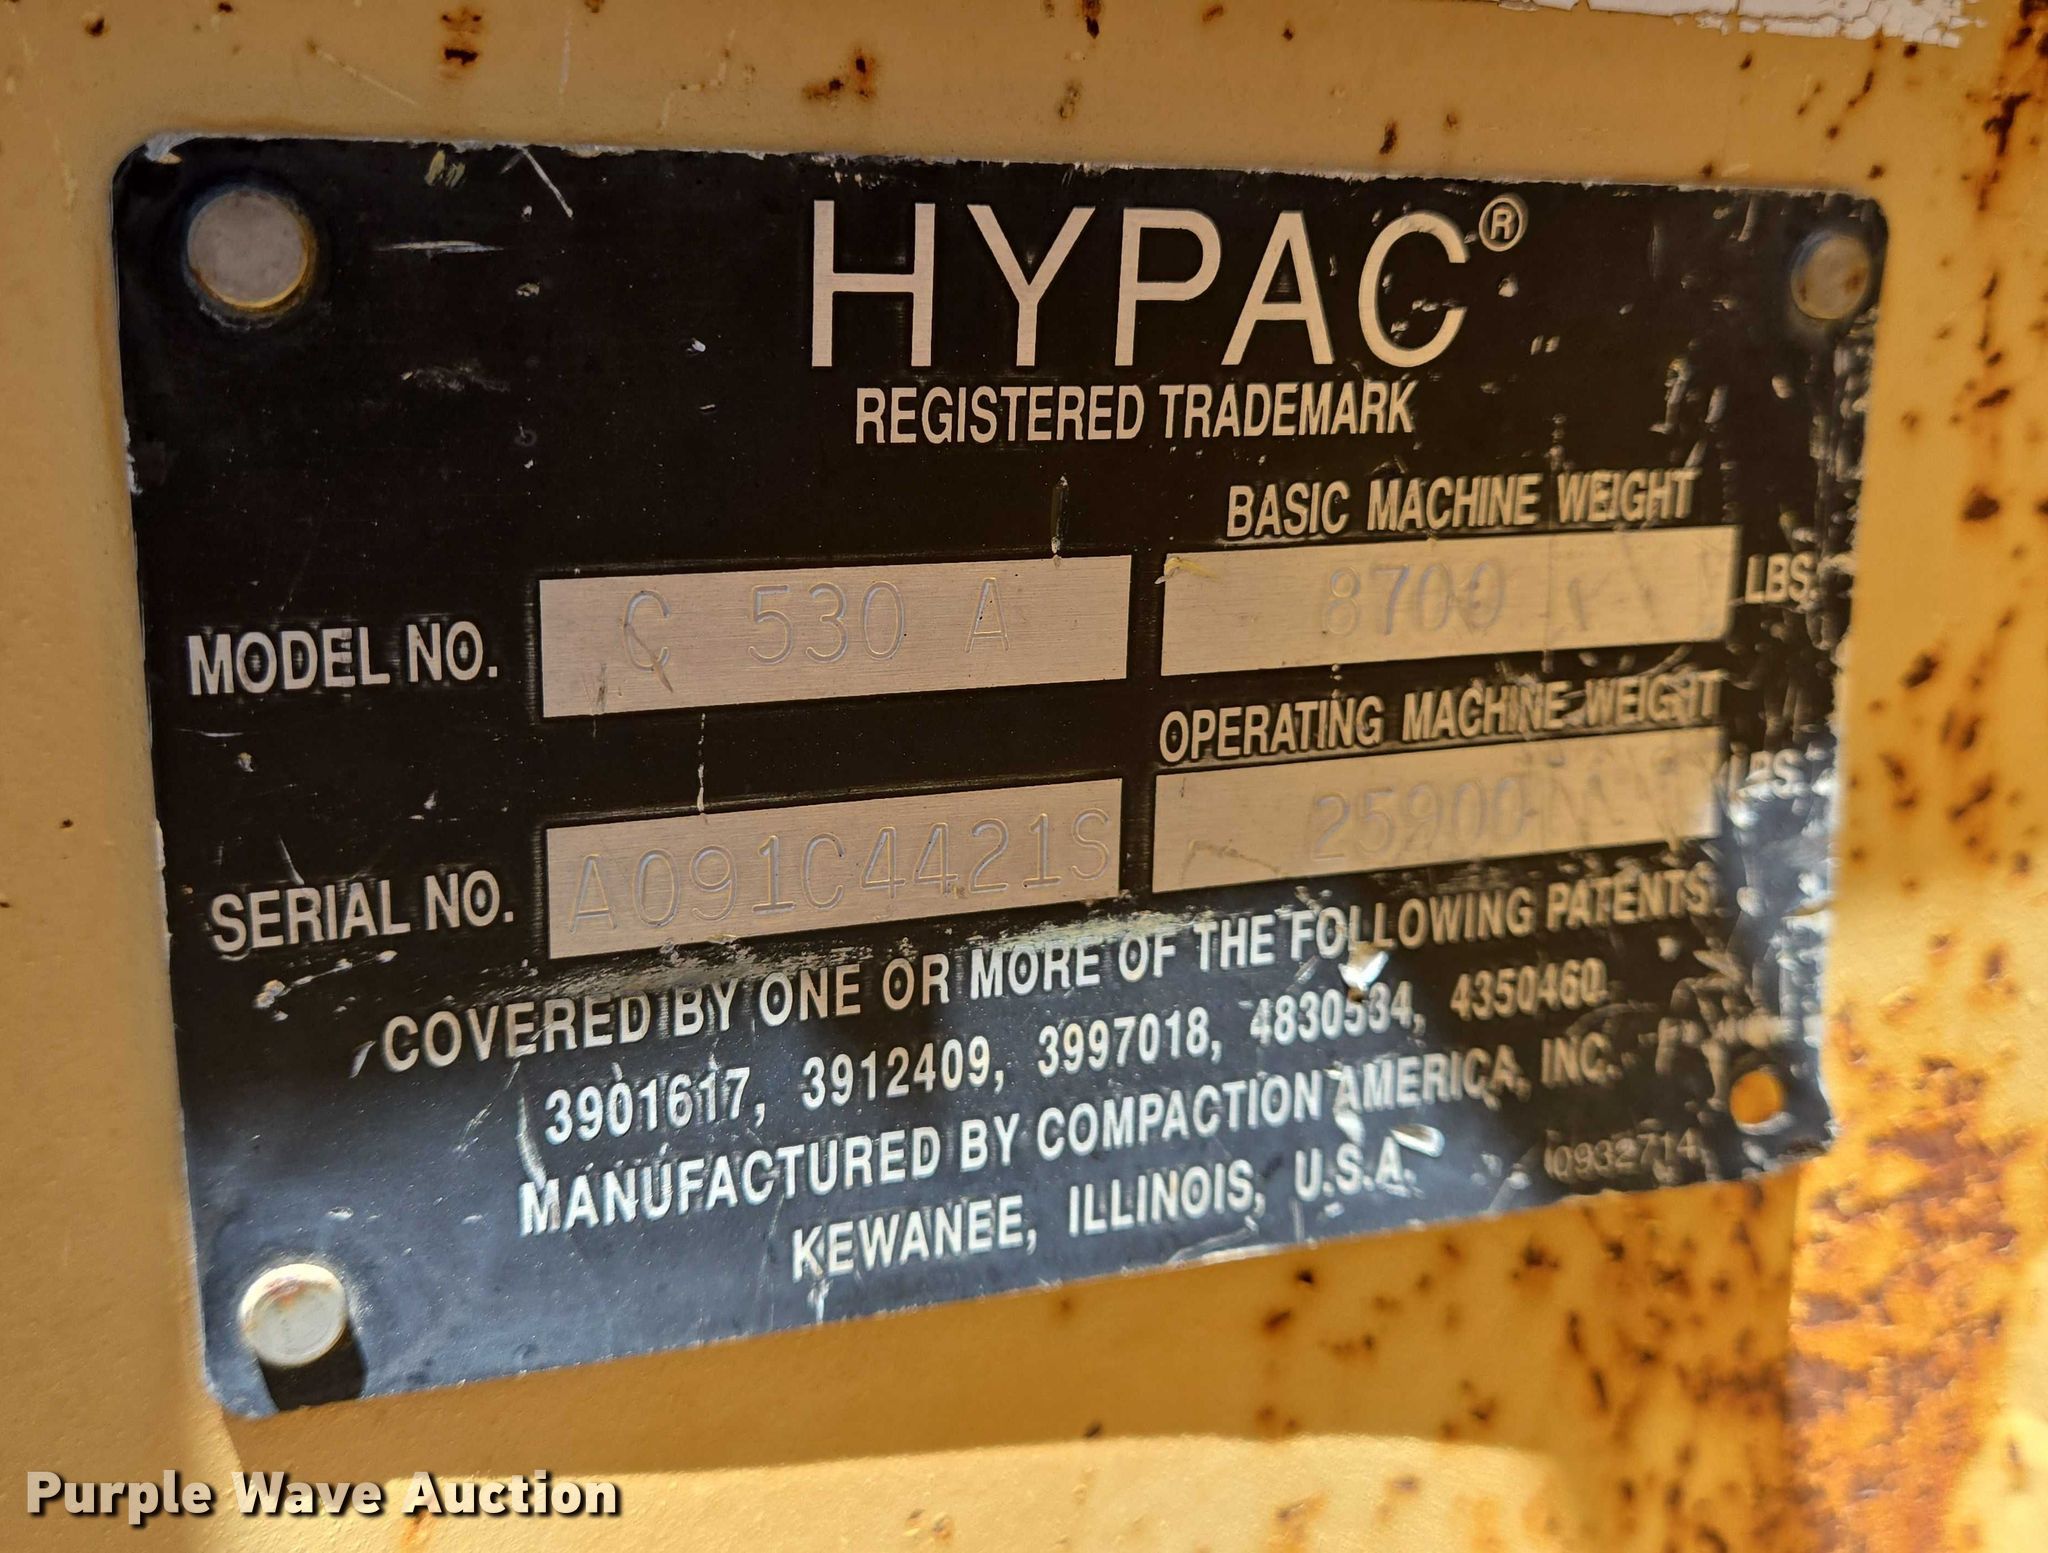 HYPAC®
REGISTERED TRADEMARK
BASIC MACHINE WEIGHT
MODEL NO. C 530 A 8700 LBS.
OPERATING MACHINE WEIGHT
SERIAL NO. A091C4421S 25900 LBS.
COVERED BY ONE OR MORE OF THE FOLLOWING PATENTS
3901617, 3912409, 3997018, 4830534, 4350460
MANUFACTURED BY COMPACTION AMERICA, INC.
KEWANEE, ILLINOIS, U.S.A.
10932714
Purple Wave Auction